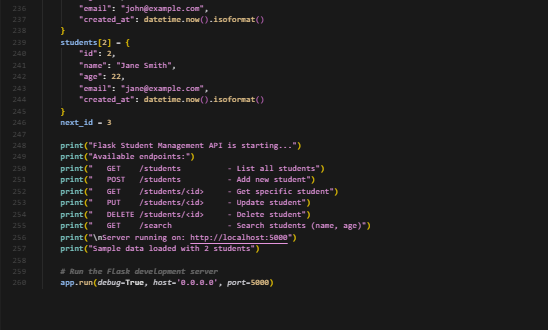 236 "email": "john@example.com",
237 "created_at": datetime.now().isoformat()
238 }
239 students[2] = {
240 "id": 2,
241 "name": "Jane Smith",
242 "age": 22,
243 "email": "jane@example.com",
244 "created_at": datetime.now().isoformat()
245 }
246 next_id = 3
247
248 print("Flask Student Management API is starting...")
249 print("Available endpoints:")
250 print("   GET    /students           - List all students")
251 print("   POST   /students           - Add new student")
252 print("   GET    /students/<id>      - Get specific student")
253 print("   PUT    /students/<id>      - Update student")
254 print("   DELETE /students/<id>      - Delete student")
255 print("   GET    /search             - Search students (name, age)")
256 print("\nServer running on: http://localhost:5000")
257 print("Sample data loaded with 2 students")
258
259 # Run the Flask development server
260 app.run(debug=True, host='0.0.0.0', port=5000)